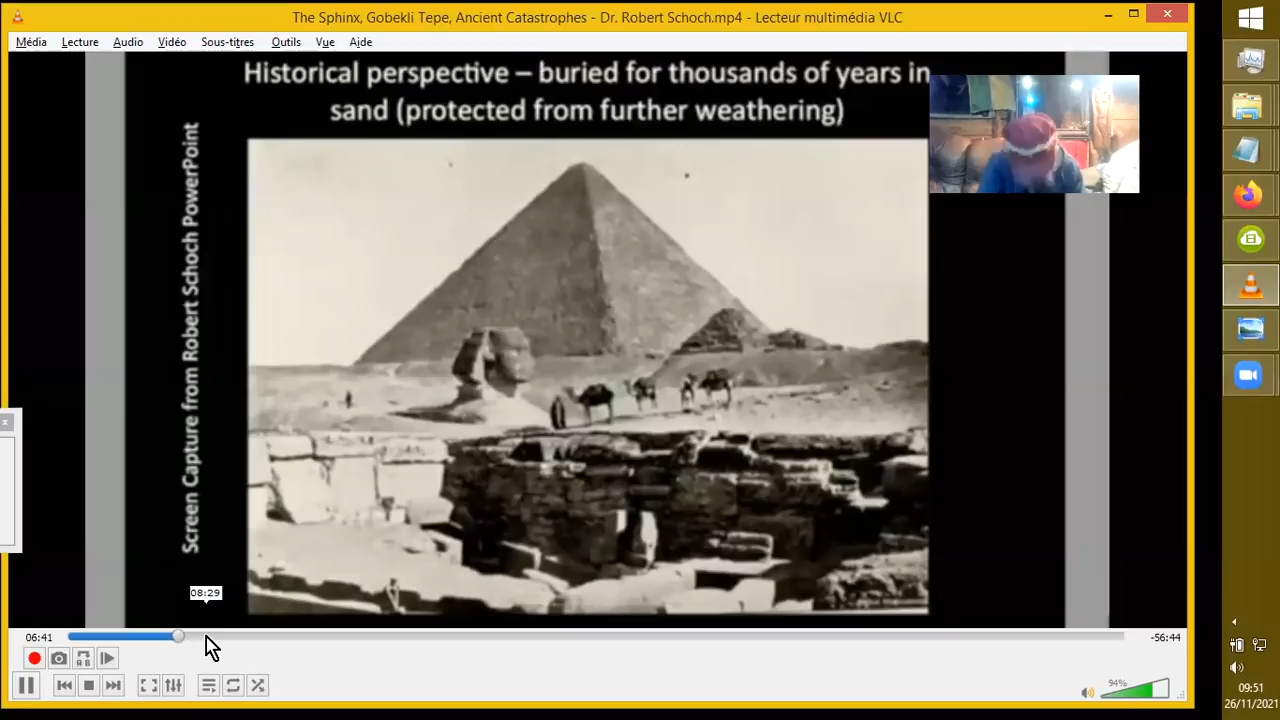 The Sphinx, Gobekli Tepe, Ancient Catastrophes - Dr. Robert Schoch.mp4 - Lecteur multimédia VLC
Média Lecture Audio Vidéo Sous-titres Outils Vue Aide
Historical perspective – buried for thousands of years in
sand (protected from further weathering)
Screen Capture from Robert Schoch PowerPoint
08:29
06:41
-56:44
94%
09:51
26/11/2021